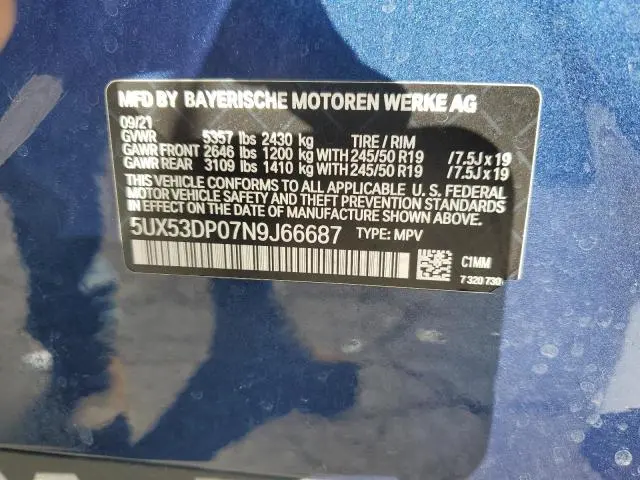 MFD BY BAYERISCHE MOTOREN WERKE AG
09/21
GVWR 5357 lbs 2430 kg TIRE / RIM
GAWR FRONT 2646 lbs 1200 kg WITH 245/50 R19 /7.5J x 19
GAWR REAR 3109 lbs 1410 kg WITH 245/50 R19 /7.5J x 19
THIS VEHICLE CONFORMS TO ALL APPLICABLE U. S. FEDERAL
MOTOR VEHICLE SAFETY AND THEFT PREVENTION STANDARDS
IN EFFECT ON THE DATE OF MANUFACTURE SHOWN ABOVE.
5UX53DP07N9J66687 TYPE: MPV
C1MM
7 320 730